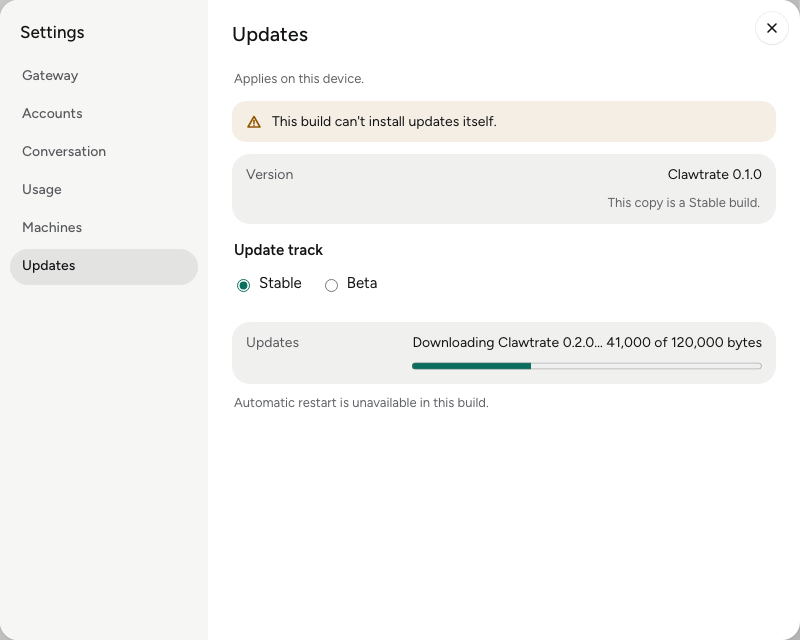 Settings
Gateway
Accounts
Conversation
Usage
Machines
Updates
Updates
Applies on this device.
This build can't install updates itself.
Version
Clawtrate 0.1.0
This copy is a Stable build.
Update track
Stable
Beta
Updates
Downloading Clawtrate 0.2.0... 41,000 of 120,000 bytes
Automatic restart is unavailable in this build.